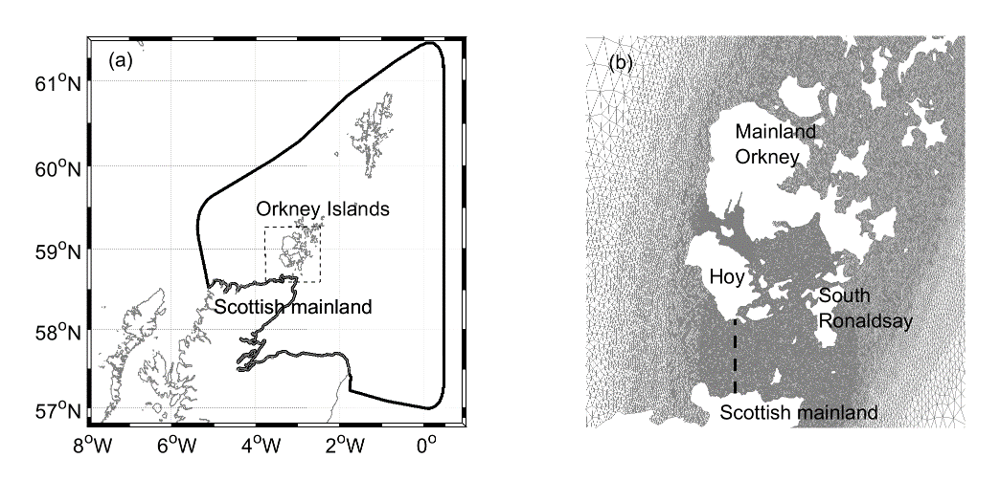 (a)
61°N
60°N
59°N
58°N
57°N
8°W
6°W
4°W
2°W
0°
Orkney Islands
Scottish mainland
(b)
Mainland
Orkney
Hoy
South
Ronaldsay
Scottish mainland